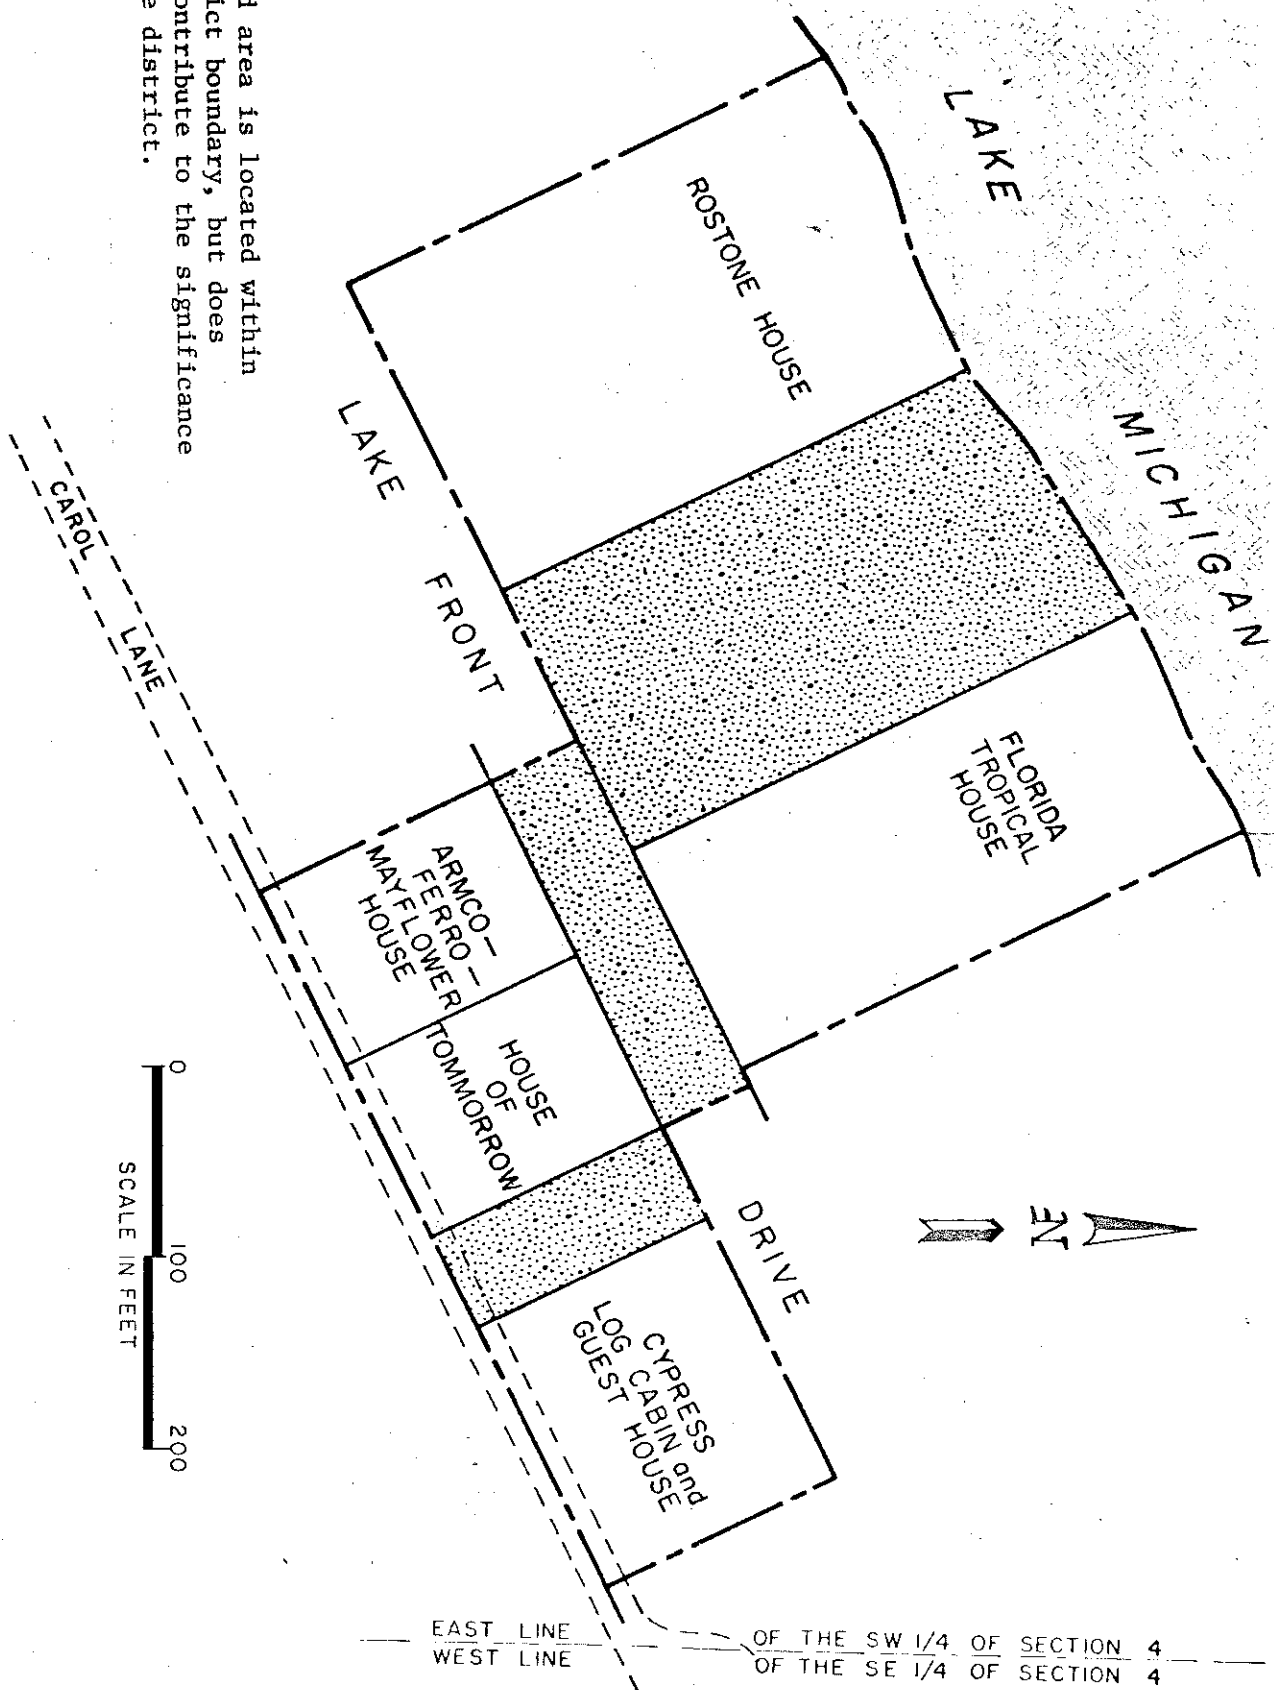 LAKE MICHIGAN
ROSTONE HOUSE
FLORIDA
TROPICAL
HOUSE
LAKE FRONT DRIVE
ARMCO—
FERRO—
MAYFLOWER
HOUSE
HOUSE
OF
TOMMORROW
CYPRESS
LOG CABIN and
GUEST HOUSE
CAROL LANE
N
0 100 200
SCALE IN FEET
area is located within
boundary, but does
to the significance
district.
EAST LINE OF THE SW 1/4 OF SECTION 4
WEST LINE OF THE SE 1/4 OF SECTION 4